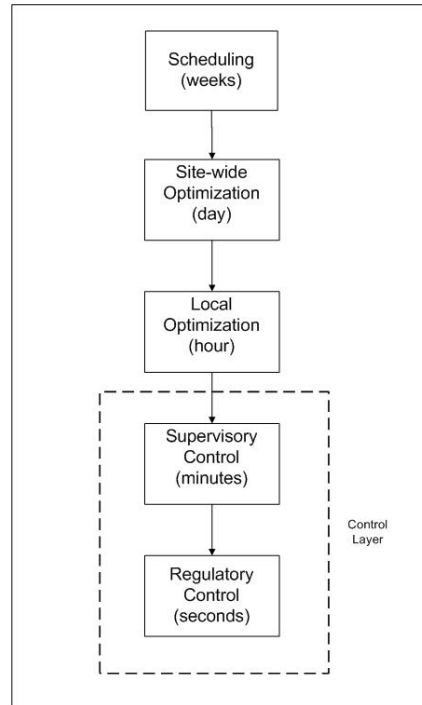 Scheduling
(weeks)
Site-wide
Optimization
(day)
Local
Optimization
(hour)
Supervisory
Control
(minutes)
Control
Layer
Regulatory
Control
(seconds)